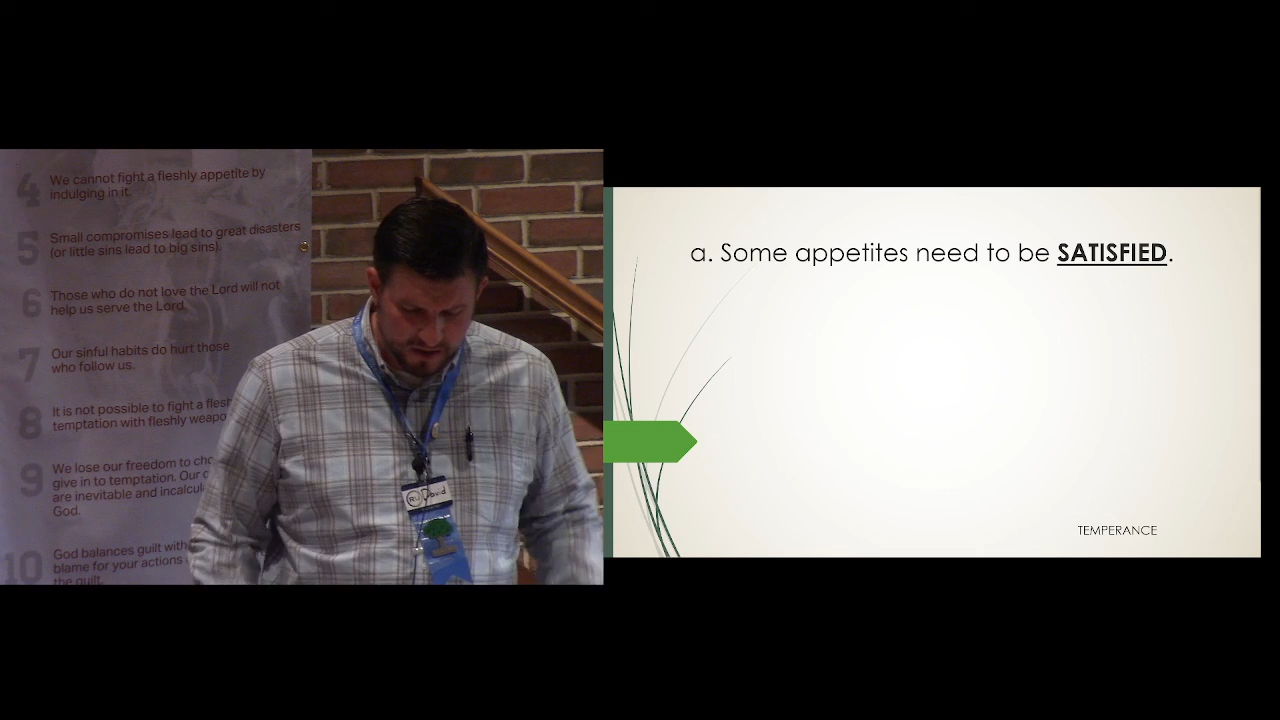 4 We cannot fight a fleshly appetite by
indulging in it.
5 Small compromises lead to great disasters
(or little sins lead to big sins).
6 Those who do not love the Lord will not
help us serve the Lord.
7 Our sinful habits do hurt those
who follow us.
8 It is not possible to fight a flesh
temptation with fleshly weapo
9 We lose our freedom to cho
give in to temptation. Our c
are inevitable and incalcul
God.
10 God balances guilt with
blame for your actions
the guilt.
RU David
a. Some appetites need to be SATISFIED.
TEMPERANCE